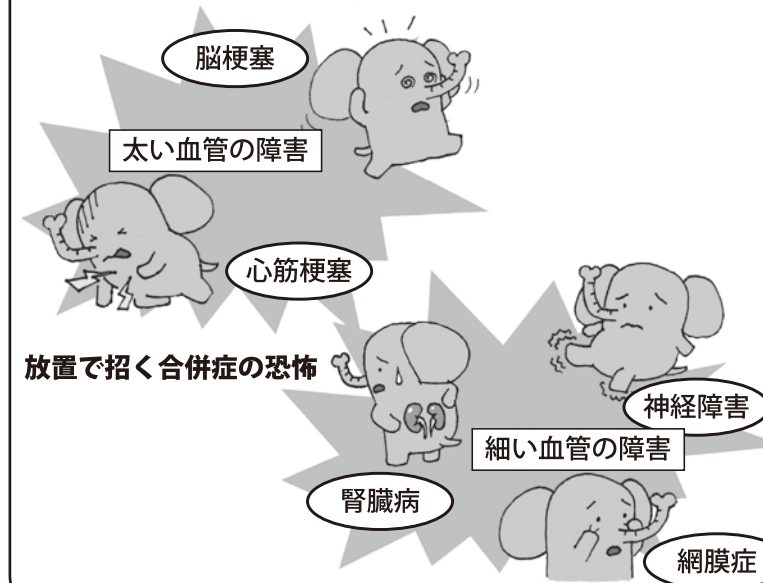 脳梗塞
太い血管の障害
心筋梗塞
放置で招く合併症の恐怖
神経障害
細い血管の障害
腎臓病
網膜症